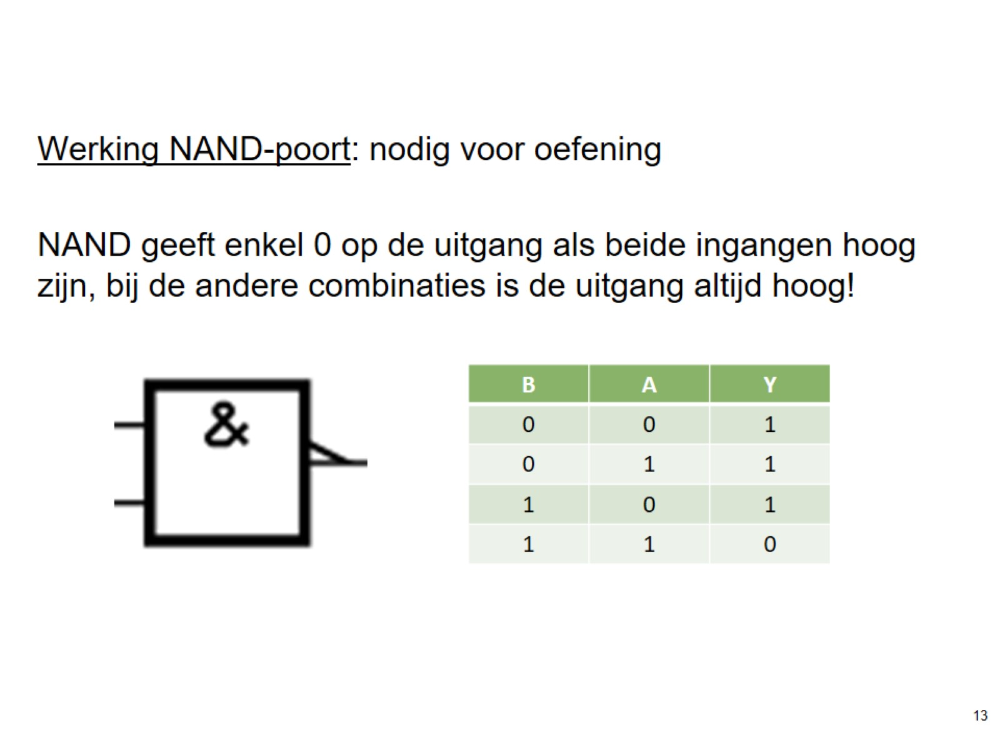 Werking NAND-poort: nodig voor oefening
NAND geeft enkel 0 op de uitgang als beide ingangen hoog
zijn, bij de andere combinaties is de uitgang altijd hoog!
&
B A Y
0 0 1
0 1 1
1 0 1
1 1 0
13